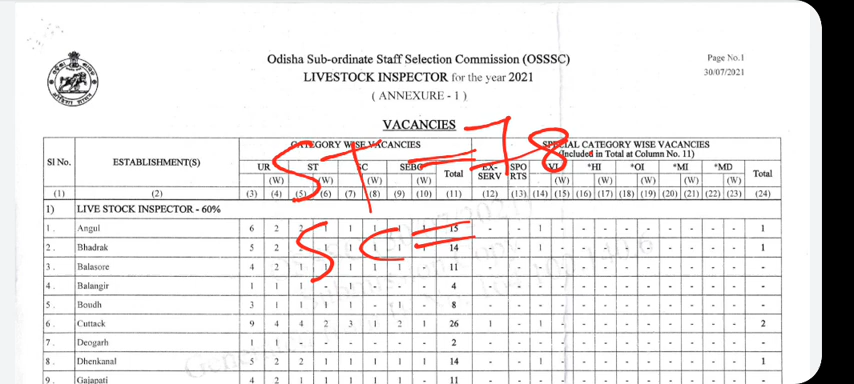 Odisha Sub-ordinate Staff Selection Commission (OSSSC)
Page No.1
LIVESTOCK INSPECTOR for the year 2021
30/07/2021
( ANNEXURE - 1 )
VACANCIES
ST = 78
SC =
CATEGORY WISE VACANCIES SPECIAL CATEGORY WISE VACANCIES
(Included in Total at Column No. 11)
Sl No. ESTABLISHMENT(S) UR ST SC SEBC Total EX-SERV SPORTS VI *HI *OI *MI *MD Total
(W) (W) (W) (W) (W) (W) (W) (W) (W)
(1) (2) (3) (4) (5) (6) (7) (8) (9) (10) (11) (12) (13) (14) (15) (16) (17) (18) (19) (20) (21) (22) (23) (24)
1) LIVE STOCK INSPECTOR - 60%
1. Angul 6 2 2 1 1 1 1 1 15 - - 1 - - - - - - - - - 1
2. Bhadrak 5 2 2 1 1 1 1 1 14 - - 1 - - - - - - - - - 1
3. Balasore 4 2 1 1 1 1 1 - 11 - - - - - - - - - - - - -
4. Balangir 1 1 1 - - - - 4 - - - - - - - - - - - - -
5. Boudh 3 1 1 1 1 - 1 - 8 - - - - - - - - - - - - -
6. Cuttack 9 4 4 2 3 1 2 1 26 1 - 1 - - - - - - - - - 2
7. Deogarh 1 1 - - - - - - 2 - - - - - - - - - - - - -
8. Dhenkanal 5 2 2 1 1 1 1 1 14 - - 1 - - - - - - - - - 1
9. Gajapati 4 2 1 1 1 1 1 - 11 - - - - - - - - - - - - -